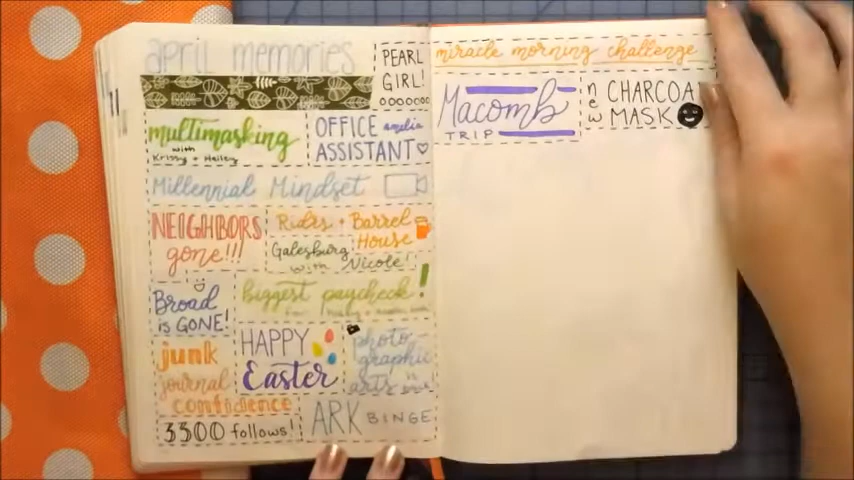 april memories
PEARL
GIRL!
multimasking
with
Krissy + Hailey
OFFICE amelia
ASSISTANT
Millennial Mindset
NEIGHBORS
gone!!!
Rides + Barrel
House
Galesburg
with Nicole!
Broad
is GONE!
Biggest paycheck!
HAPPY
Easter
photo-
graphic
arts
junk
journal
confidence
3500 follows!
ARK BINGE
miracle morning challenge
Macomb
TRIP
new
CHARCOAL
MASK